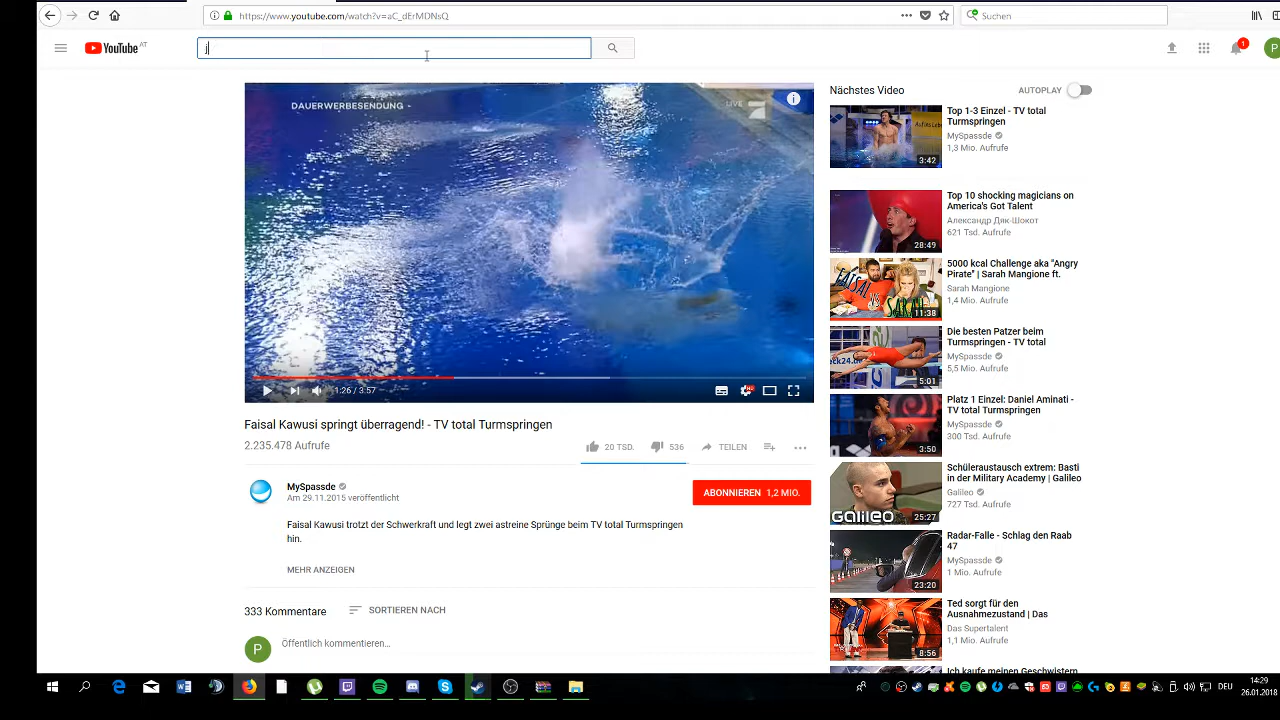 https://www.youtube.com/watch?v=aC_dErMDNsQ
Suchen
YouTube AT
j
1
P
DAUERWERBESENDUNG -
LIVE
1:26 / 3:57
HD
Faisal Kawusi springt überragend! - TV total Turmspringen
2.235.478 Aufrufe
20 TSD.
536
TEILEN
MySpassde
Am 29.11.2015 veröffentlicht
ABONNIEREN 1,2 MIO.
Faisal Kawusi trotzt der Schwerkraft und legt zwei astreine Sprünge beim TV total Turmspringen
hin.
MEHR ANZEIGEN
333 Kommentare
SORTIEREN NACH
P
Öffentlich kommentieren...
Nächstes Video
AUTOPLAY
3:42
Top 1-3 Einzel - TV total
Turmspringen
MySpassde
1,3 Mio. Aufrufe
28:49
Top 10 shocking magicians on
America's Got Talent
Александр Дяк-Шокот
621 Tsd. Aufrufe
FAISAL VS SARAH
11:38
5000 kcal Challenge aka "Angry
Pirate" | Sarah Mangione ft.
Sarah Mangione
1,4 Mio. Aufrufe
eck24.de
5:01
Die besten Patzer beim
Turmspringen - TV total
MySpassde
5,5 Mio. Aufrufe
3:50
Platz 1 Einzel: Daniel Aminati -
TV total Turmspringen
MySpassde
300 Tsd. Aufrufe
GALILEO
25:27
Schüleraustausch extrem: Basti
in der Military Academy | Galileo
Galileo
727 Tsd. Aufrufe
23:20
Radar-Falle - Schlag den Raab
47
MySpassde
1 Mio. Aufrufe
8:56
Ted sorgt für den
Ausnahmezustand | Das
Das Supertalent
1,1 Mio. Aufrufe
Ich kaufe meinen Geschwistern
DEU
14:29
26.01.2018